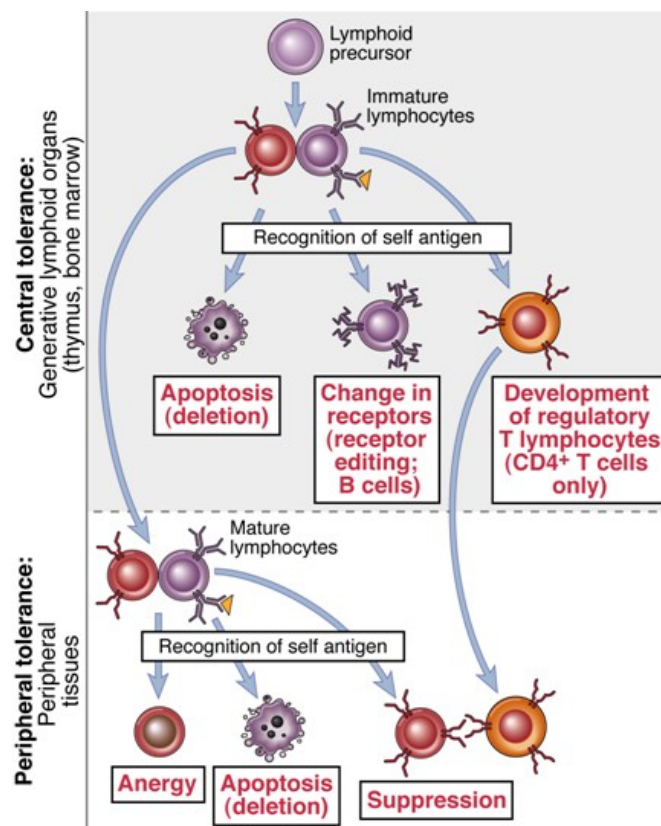 Central tolerance:
Generative lymphoid organs
(thymus, bone marrow)
Lymphoid
precursor
Immature
lymphocytes
Recognition of self antigen
Apoptosis
(deletion)
Change in
receptors
(receptor
editing;
B cells)
Development
of regulatory
T lymphocytes
(CD4+ T cells
only)
Peripheral tolerance:
Peripheral
tissues
Mature
lymphocytes
Recognition of self antigen
Anergy
Apoptosis
(deletion)
Suppression